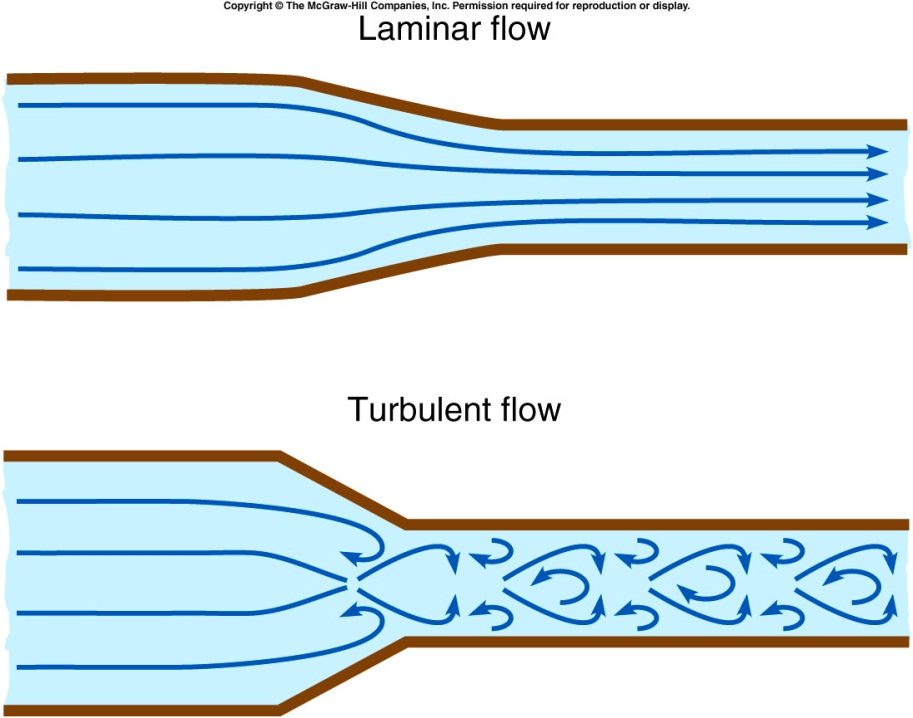 Copyright © The McGraw-Hill Companies, Inc. Permission required for reproduction or display.
Laminar flow
Turbulent flow